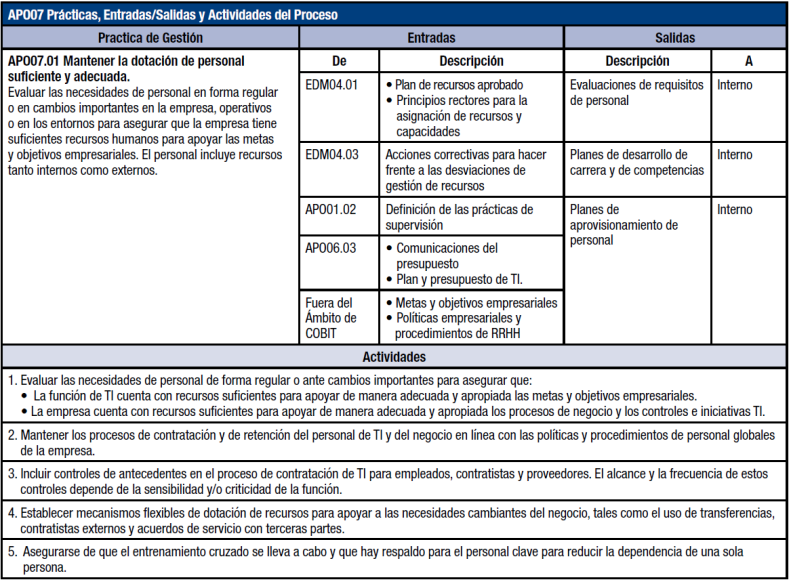 APO07 Prácticas, Entradas/Salidas y Actividades del Proceso
Practica de Gestión
Entradas
Salidas
APO07.01 Mantener la dotación de personal
suficiente y adecuada.
Evaluar las necesidades de personal en forma regular
o en cambios importantes en la empresa, operativos
o en los entornos para asegurar que la empresa tiene
suficientes recursos humanos para apoyar las metas
y objetivos empresariales. El personal incluye recursos
tanto internos como externos.
De
Descripción
Descripción
A
EDM04.01
• Plan de recursos aprobado
• Principios rectores para la
asignación de recursos y
capacidades
Evaluaciones de requisitos
de personal
Interno
EDM04.03
Acciones correctivas para hacer
frente a las desviaciones de
gestión de recursos
Planes de desarrollo de
carrera y de competencias
Interno
APO01.02
Definición de las prácticas de
supervisión
Planes de
aprovisionamiento de
personal
Interno
APO06.03
• Comunicaciones del
presupuesto
• Plan y presupuesto de TI.
Fuera del
Ámbito de
COBIT
• Metas y objetivos empresariales
• Políticas empresariales y
procedimientos de RRHH
Actividades
1. Evaluar las necesidades de personal de forma regular o ante cambios importantes para asegurar que:
• La función de TI cuenta con recursos suficientes para apoyar de manera adecuada y apropiada las metas y objetivos empresariales.
• La empresa cuenta con recursos suficientes para apoyar de manera adecuada y apropiada los procesos de negocio y los controles e iniciativas TI.
2. Mantener los procesos de contratación y de retención del personal de TI y del negocio en línea con las políticas y procedimientos de personal globales
de la empresa.
3. Incluir controles de antecedentes en el proceso de contratación de TI para empleados, contratistas y proveedores. El alcance y la frecuencia de estos
controles depende de la sensibilidad y/o criticidad de la función.
4. Establecer mecanismos flexibles de dotación de recursos para apoyar a las necesidades cambiantes del negocio, tales como el uso de transferencias,
contratistas externos y acuerdos de servicio con terceras partes.
5. Asegurarse de que el entrenamiento cruzado se lleva a cabo y que hay respaldo para el personal clave para reducir la dependencia de una sola
persona.